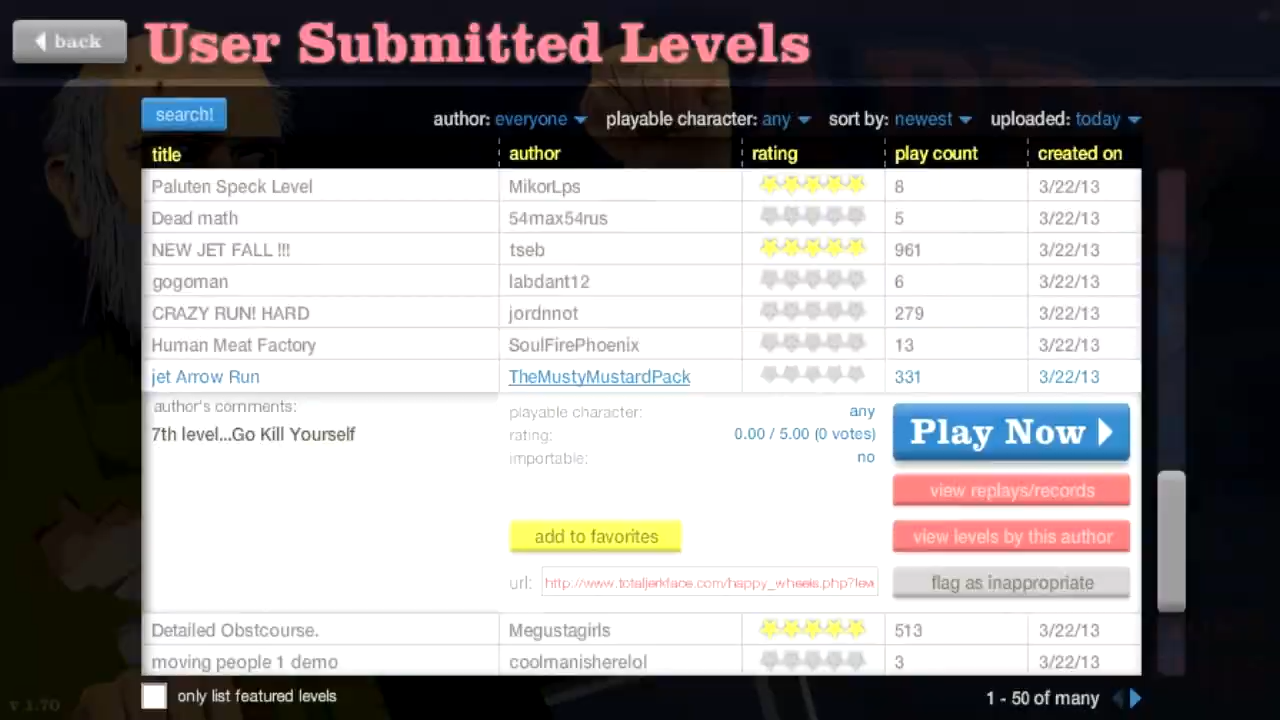 back
User Submitted Levels
search!
author: everyone playable character: any sort by: newest uploaded: today
title author rating play count created on
Paluten Speck Level MikorLps 8 3/22/13
Dead math 54max54rus 5 3/22/13
NEW JET FALL !!! tseb 961 3/22/13
gogoman labdant12 6 3/22/13
CRAZY RUN! HARD jordnnot 279 3/22/13
Human Meat Factory SoulFirePhoenix 13 3/22/13
jet Arrow Run TheMustyMustardPack 331 3/22/13
author's comments:
7th level...Go Kill Yourself
playable character: any
rating: 0.00 / 5.00 (0 votes)
importable: no
Play Now
view replays/records
add to favorites
view levels by this author
url: http://www.totaljerkface.com/happy_wheels.php?lev
flag as inappropriate
Detailed Obstcourse. Megustagirls 513 3/22/13
moving people 1 demo coolmanisherelol 3 3/22/13
only list featured levels
1 - 50 of many
v 1.70